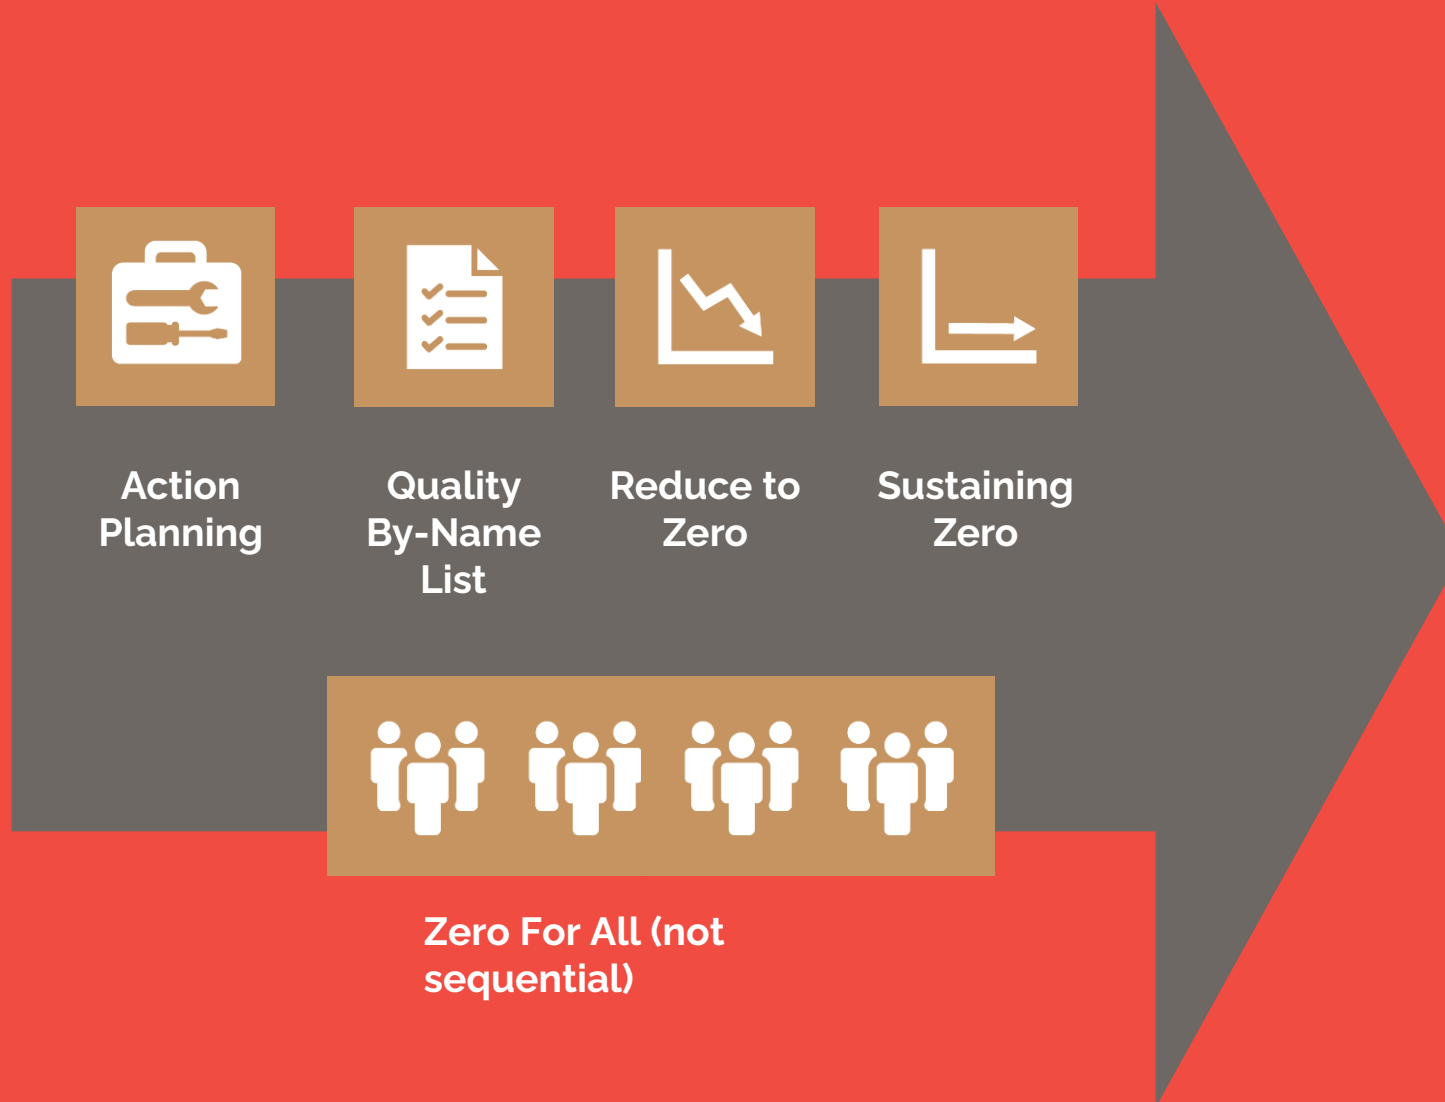 Action
Planning
Quality
By-Name
List
Reduce to
Zero
Sustaining
Zero
Zero For All (not
sequential)